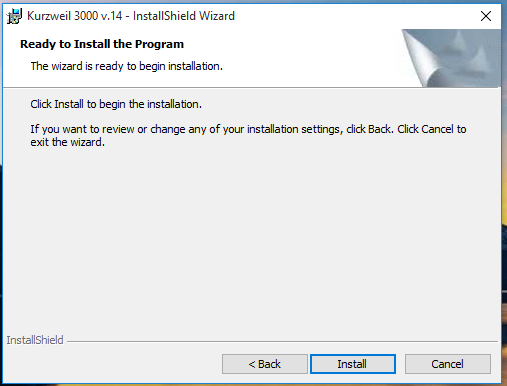 Kurzweil 3000 v.14 - InstallShield Wizard
Ready to Install the Program
The wizard is ready to begin installation.
Click Install to begin the installation.
If you want to review or change any of your installation settings, click Back. Click Cancel to
exit the wizard.
InstallShield
< Back Install Cancel